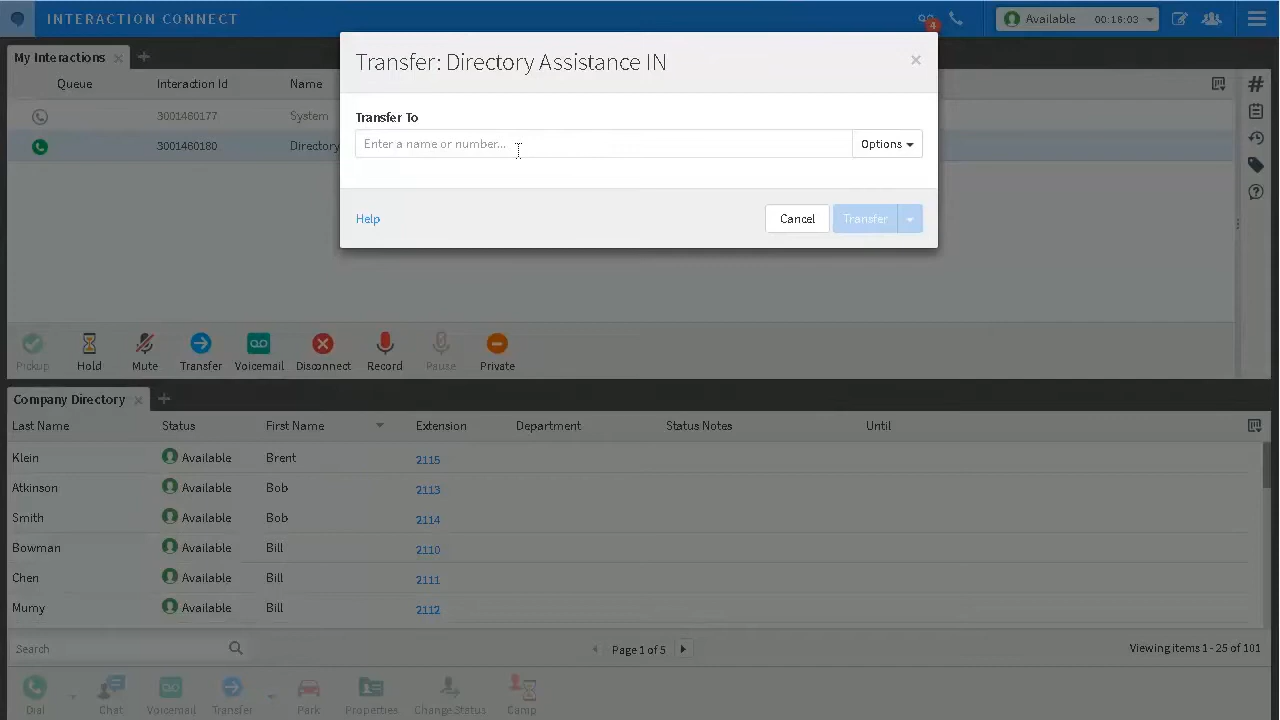 INTERACTION CONNECT
4
Available 00:16:03
My Interactions
Queue Interaction Id Name
3001460177 System
3001460180 Directory
Transfer: Directory Assistance IN
Transfer To
Enter a name or number...
Options
Help
Cancel
Transfer
Pickup
Hold
Mute
Transfer
Voicemail
Disconnect
Record
Pause
Private
Company Directory
Last Name Status First Name Extension Department Status Notes Until
Klein Available Brent 2115
Atkinson Available Bob 2113
Smith Available Bob 2114
Bowman Available Bill 2110
Chen Available Bill 2111
Mumy Available Bill 2112
Search
Page 1 of 5
Viewing items 1 - 25 of 101
Dial
Chat
Voicemail
Transfer
Park
Properties
Change Status
Camp